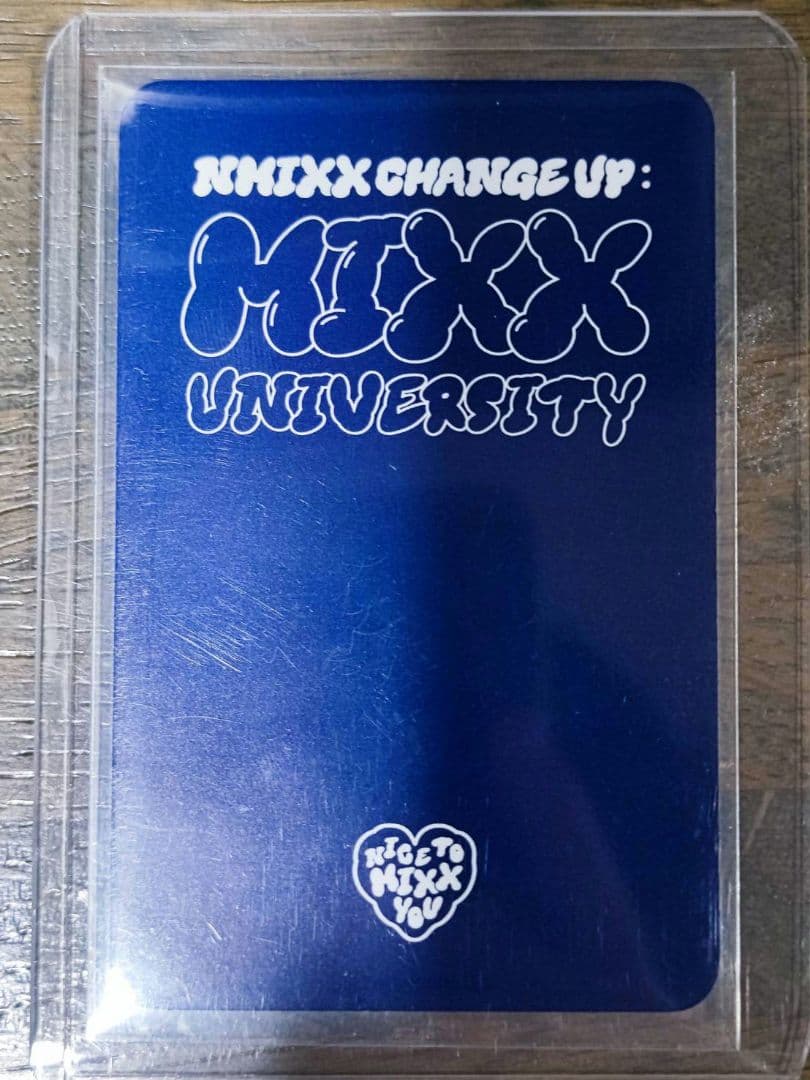 NMIXX CHANGE UP:
MIXX
UNIVERSITY
NICE TO
MIXX
YOU